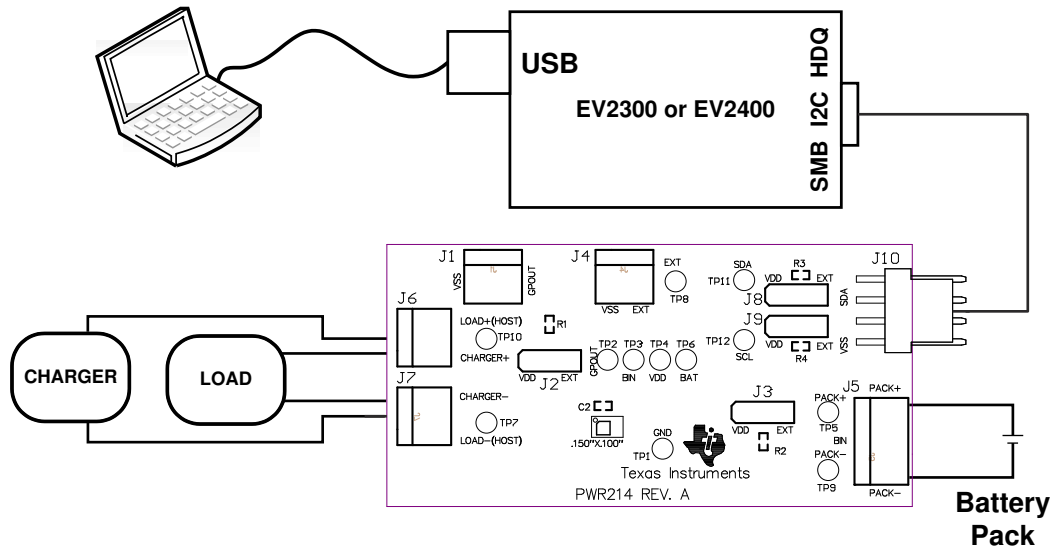 USB
EV2300 or EV2400
SMB I2C HDQ
J1
VSS
GPOUT
J4
VSS EXT
EXT
TP8
SDA
TP11
R3
VDD EXT
J8
J9
TP12
SCL
VDD EXT
R4
J10
SDA
VSS
J6
LOAD+(HOST)
TP10
CHARGER+
R1
VDD EXT
J2
GPOUT
TP2 TP3 TP4 TP6
BIN VDD BAT
J7
CHARGER-
TP7
LOAD-(HOST)
C2
.150"X.100"
GND
TP1
Texas Instruments
PWR214 REV. A
J3
VDD EXT
R2
PACK+
TP5
PACK-
TP9
J5
PACK+
BIN
PACK-
CHARGER
LOAD
Battery
Pack